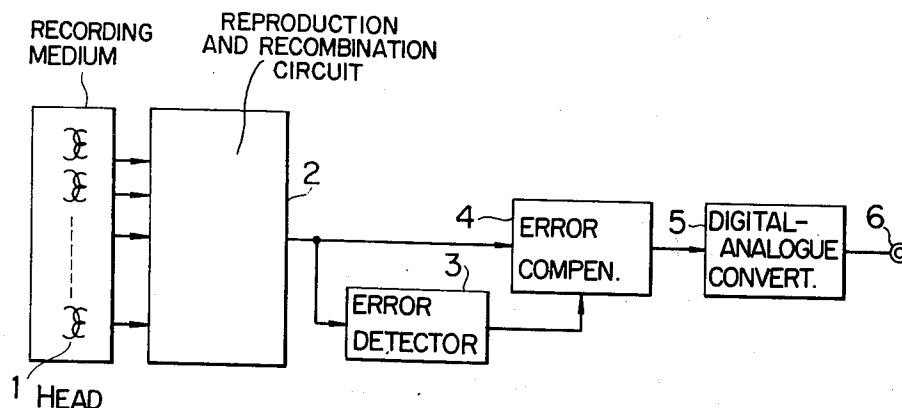 RECORDING
MEDIUM
REPRODUCTION
AND RECOMBINATION
CIRCUIT
2
4
ERROR
COMPEN.
5
DIGITAL-
ANALOGUE
CONVERT.
6
3
ERROR
DETECTOR
1
HEAD